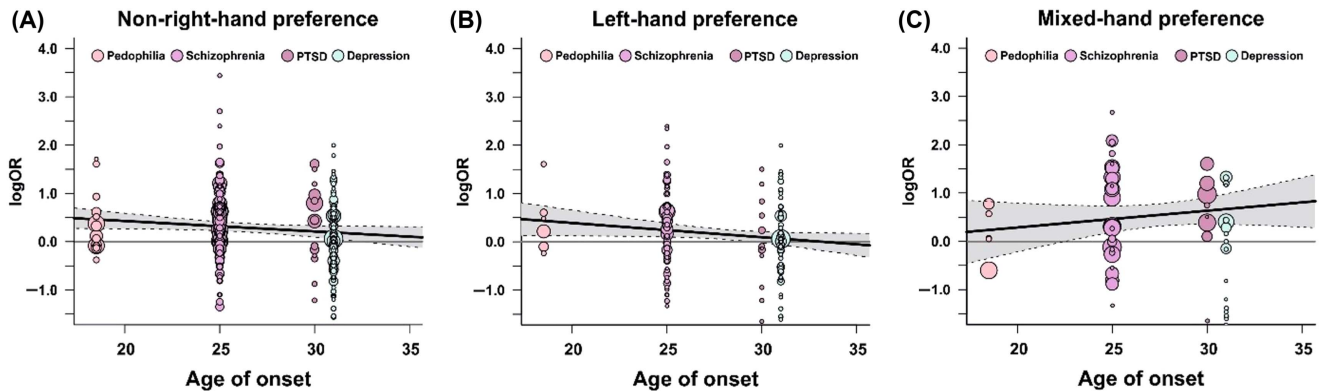 (A) Non-right-hand preference
Pedophilia Schizophrenia PTSD Depression
logOR
4.0
3.0
2.0
1.0
0.0
−1.0
20 25 30 35
Age of onset
(B) Left-hand preference
Pedophilia Schizophrenia PTSD Depression
logOR
4.0
3.0
2.0
1.0
0.0
−1.0
20 25 30 35
Age of onset
(C) Mixed-hand preference
Pedophilia Schizophrenia PTSD Depression
logOR
4.0
3.0
2.0
1.0
0.0
−1.0
20 25 30 35
Age of onset